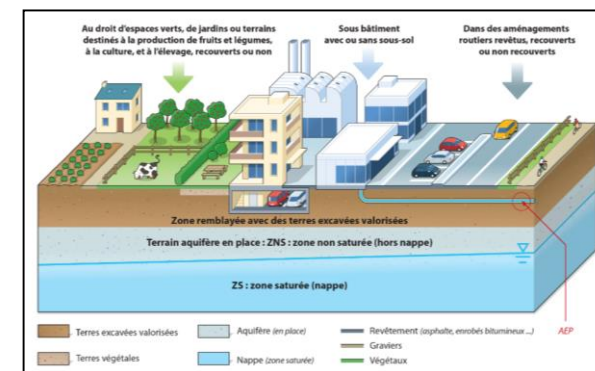 Au droit d'espaces verts, de jardins ou terrains
destinés à la production de fruits et légumes,
à la culture, et à l'élevage, recouverts ou non
Sous bâtiment
avec ou sans sous-sol
Dans des aménagements
routiers revêtus, recouverts
ou non recouverts
Zone remblayée avec des terres excavées valorisées
Terrain aquifère en place : ZNS : zone non saturée (hors nappe)
ZS : zone saturée (nappe)
Terres excavées valorisées
Aquifère (en place)
Revêtement (asphalte, enrobés bitumineux ...)
AEP
Graviers
Terres végétales
Nappe (zone saturée)
Végétaux